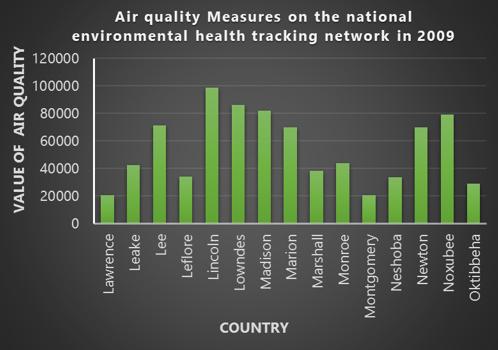 Air quality Measures on the national
environmental health tracking network in 2009
VALUE OF  AIR QUALITY
120000
100000
80000
60000
40000
20000
0
Lawrence
Leake
Lee
Leflore
Lincoln
Lowndes
Madison
Marion
Marshall
Monroe
Montgomery
Neshoba
Newton
Noxubee
Oktibbeha
COUNTRY